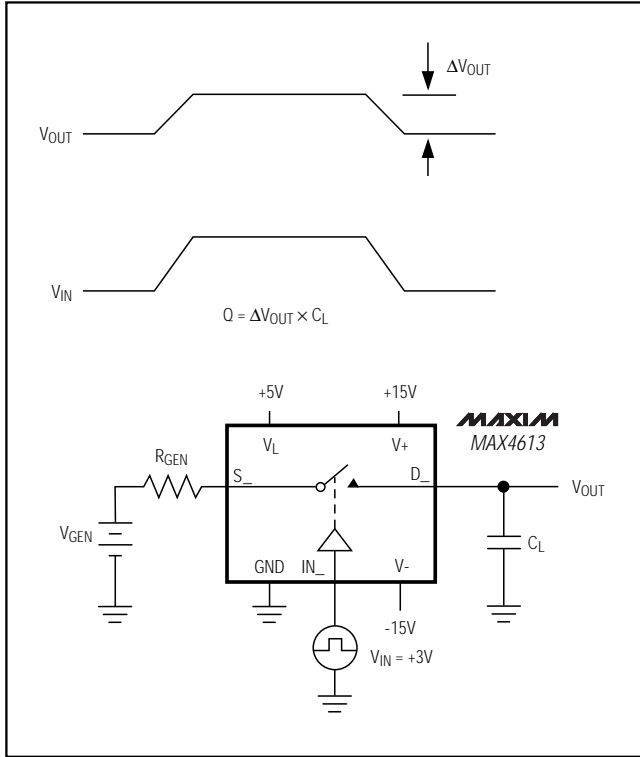 ΔVOUT
VOUT
VIN
Q = ΔVOUT × CL
+5V +15V
MAXIM
MAX4613
VL V+
RGEN
S_ D_
VOUT
VGEN
CL
GND IN_ V-
-15V
VIN = +3V